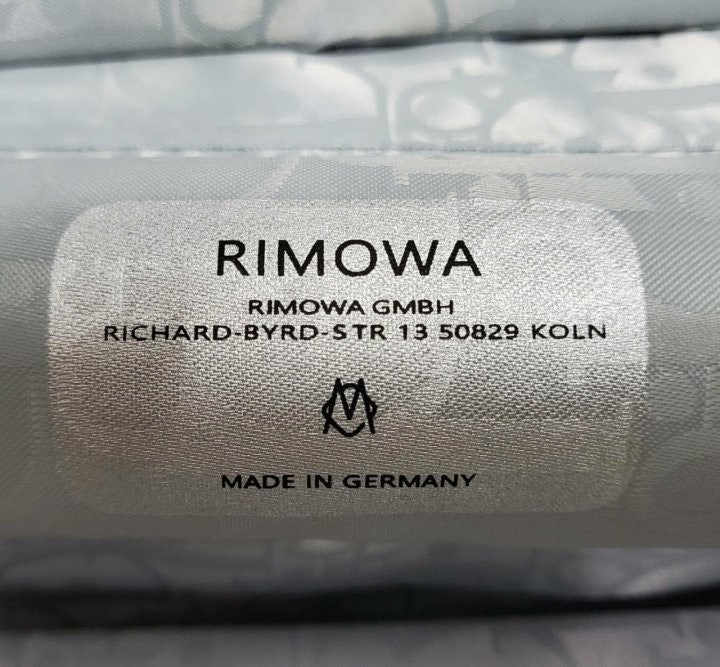 RIMOWA
RIMOWA GMBH
RICHARD-BYRD-STR 13 50829 KOLN
MADE IN GERMANY